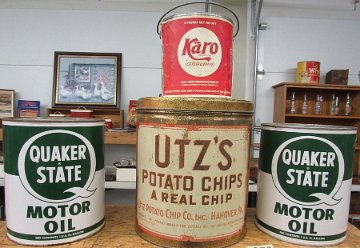 Karo
QUAKER
STATE
MOTOR
OIL
UTZ'S
POTATO CHIPS
A REAL CHIP
UTZ POTATO CHIP CO., INC. HANOVER, PA.
QUAKER
STATE
MOTOR
OIL